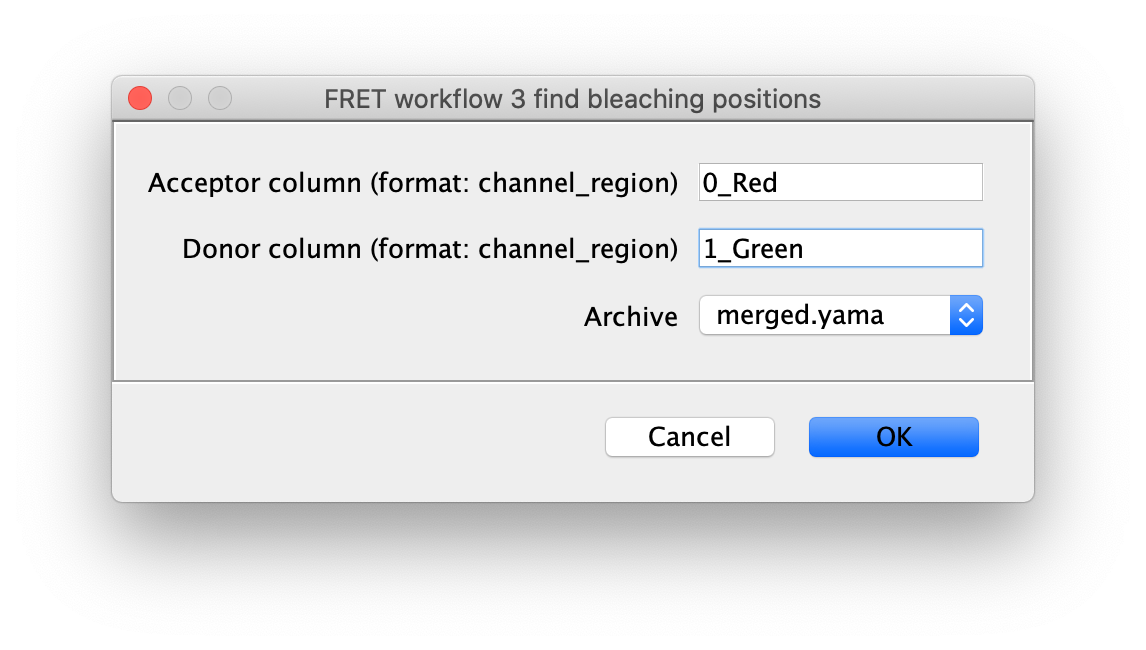 FRET workflow 3 find bleaching positions
Acceptor column (format: channel_region) 0_Red
Donor column (format: channel_region) 1_Green
Archive merged.yama
Cancel OK